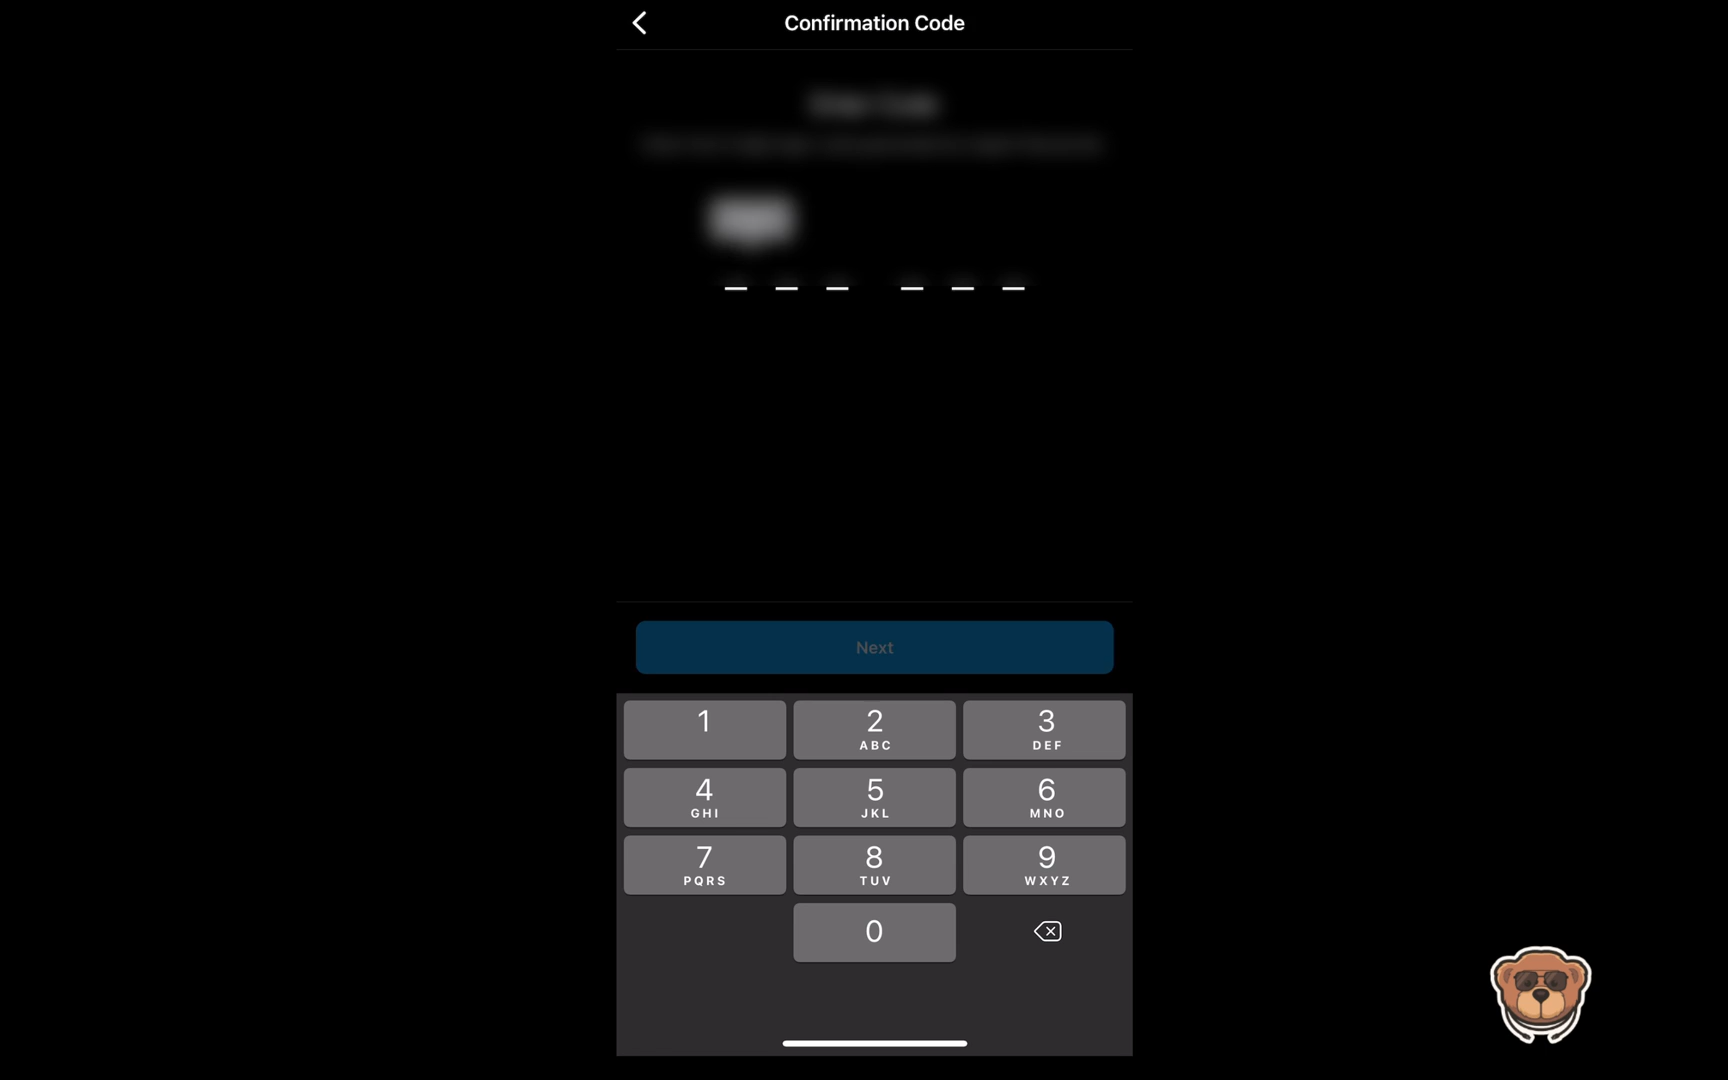 Confirmation Code
Next
1
2
ABC
3
DEF
4
GHI
5
JKL
6
MNO
7
PQRS
8
TUV
9
WXYZ
0